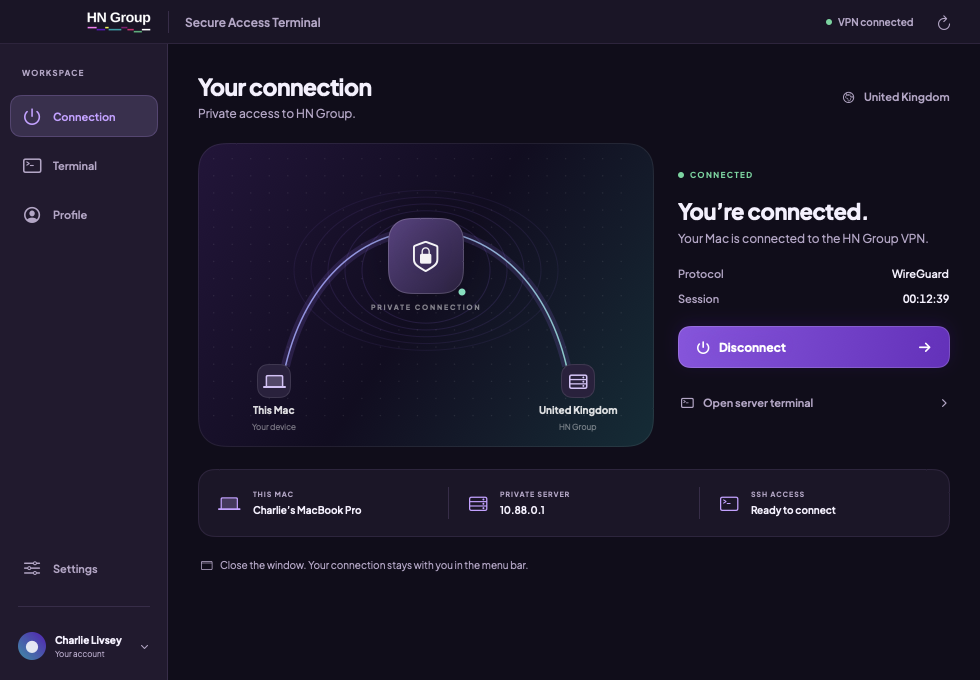 HN Group
Secure Access Terminal
VPN connected
WORKSPACE
Connection
Terminal
Profile
Settings
Charlie Livsey
Your account
Your connection
Private access to HN Group.
United Kingdom
PRIVATE CONNECTION
This Mac
Your device
United Kingdom
HN Group
CONNECTED
You’re connected.
Your Mac is connected to the HN Group VPN.
Protocol WireGuard
Session 00:12:39
Disconnect
Open server terminal
THIS MAC
Charlie’s MacBook Pro
PRIVATE SERVER
10.88.0.1
SSH ACCESS
Ready to connect
Close the window. Your connection stays with you in the menu bar.